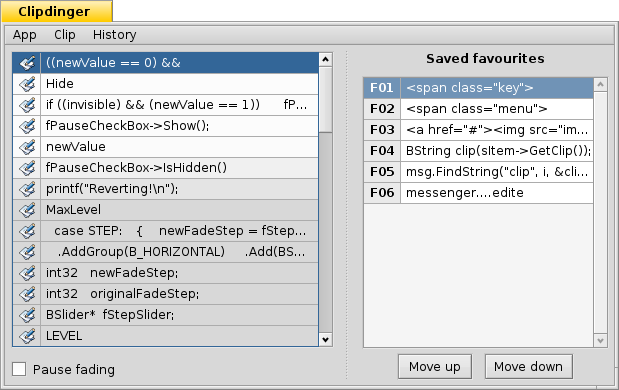 Clipdinger
App Clip History
((newValue == 0) &&
Hide
if ((invisible) && (newValue == 1)) fP...
fPauseCheckBox->Show();
newValue
fPauseCheckBox->IsHidden()
printf("Reverting!\n");
MaxLevel
case STEP: { newFadeStep = fStep...
.AddGroup(B_HORIZONTAL) .Add(BS...
int32 newFadeStep;
int32 originalFadeStep;
BSlider* fStepSlider;
LEVEL
Pause fading
Saved favourites
F01 <span class="key">
F02 <span class="menu">
F03 <a href="#"><img src="im...
F04 BString clip(sItem->GetClip());
F05 msg.FindString("clip", i, &cli...
F06 messenger....edite
Move up Move down